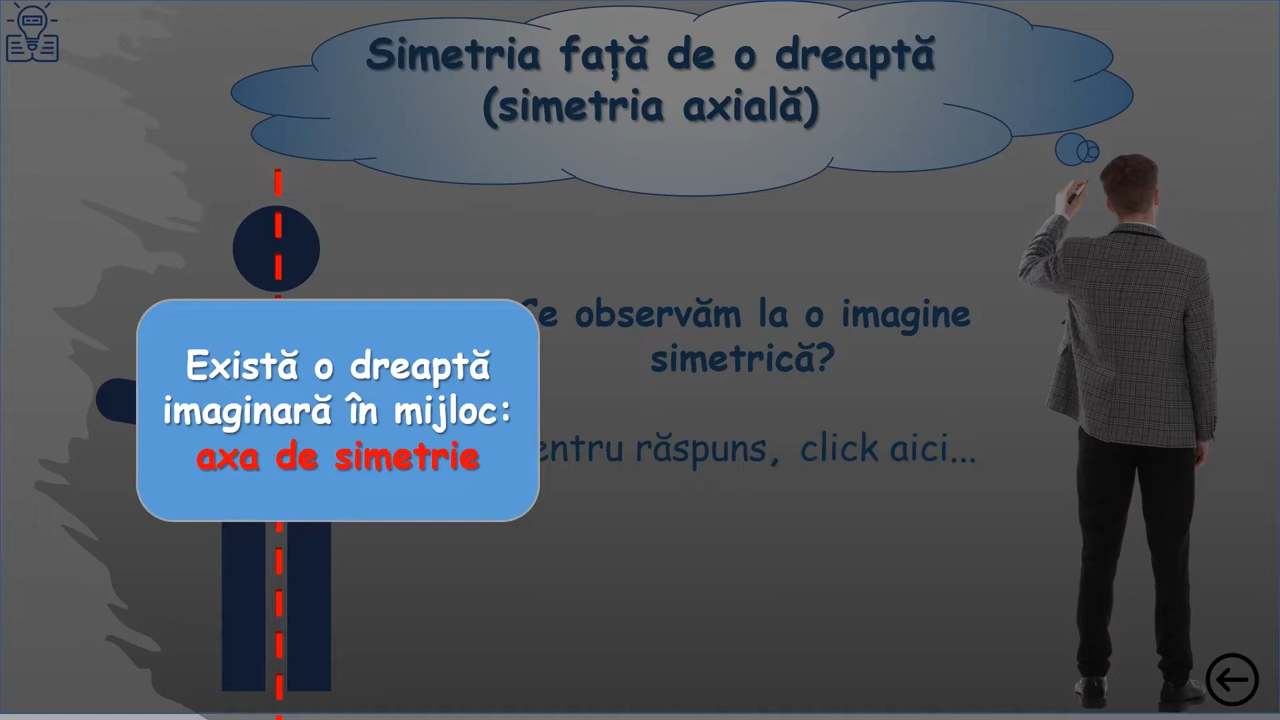 Simetria față de o dreaptă
(simetria axială)
observăm la o imagine
simetrică?
răspuns, click aici...
Există o dreaptă
imaginară în mijloc:
axa de simetrie